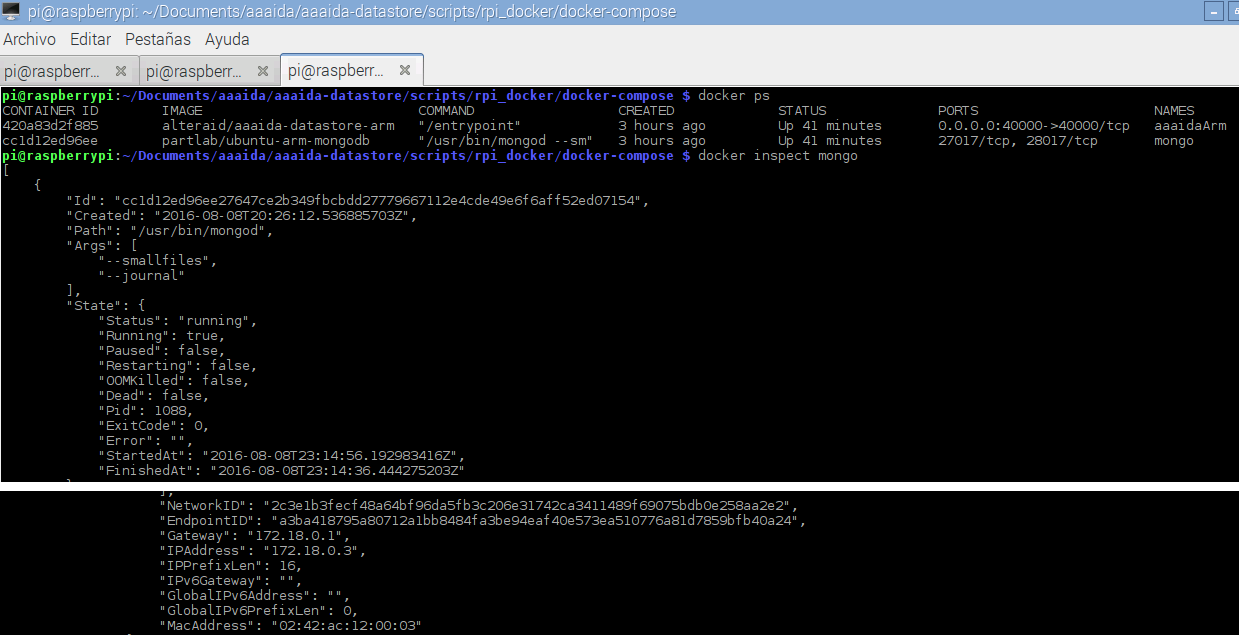 pi@raspberrypi: ~/Documents/aaaida/aaaida-datastore/scripts/rpi_docker/docker-compose
Archivo Editar Pestañas Ayuda
pi@raspberr... pi@raspberr... pi@raspberr...
pi@raspberrypi:~/Documents/aaaida/aaaida-datastore/scripts/rpi_docker/docker-compose $ docker ps
CONTAINER ID        IMAGE                           COMMAND                  CREATED             STATUS              PORTS                      NAMES
420a83d2f885        alteraid/aaaida-datastore-arm   "/entrypoint"            3 hours ago         Up 41 minutes       0.0.0.0:40000->40000/tcp   aaaidaArm
cc1d12ed96ee        partlab/ubuntu-arm-mongodb      "/usr/bin/mongod --sm"   3 hours ago         Up 41 minutes       27017/tcp, 28017/tcp       mongo
pi@raspberrypi:~/Documents/aaaida/aaaida-datastore/scripts/rpi_docker/docker-compose $ docker inspect mongo
[
    {
        "Id": "cc1d12ed96ee27647ce2b349fbcbdd27779667112e4cde49e6f6aff52ed07154",
        "Created": "2016-08-08T20:26:12.536885703Z",
        "Path": "/usr/bin/mongod",
        "Args": [
            "--smallfiles",
            "--journal"
        ],
        "State": {
            "Status": "running",
            "Running": true,
            "Paused": false,
            "Restarting": false,
            "OOMKilled": false,
            "Dead": false,
            "Pid": 1088,
            "ExitCode": 0,
            "Error": "",
            "StartedAt": "2016-08-08T23:14:56.192983416Z",
            "FinishedAt": "2016-08-08T23:14:36.444275203Z"
                    "NetworkID": "2c3e1b3fecf48a64bf96da5fb3c206e31742ca3411489f69075bdb0e258aa2e2",
                    "EndpointID": "a3ba418795a80712a1bb8484fa3be94eaf40e573ea510776a81d7859bfb40a24",
                    "Gateway": "172.18.0.1",
                    "IPAddress": "172.18.0.3",
                    "IPPrefixLen": 16,
                    "IPv6Gateway": "",
                    "GlobalIPv6Address": "",
                    "GlobalIPv6PrefixLen": 0,
                    "MacAddress": "02:42:ac:12:00:03"